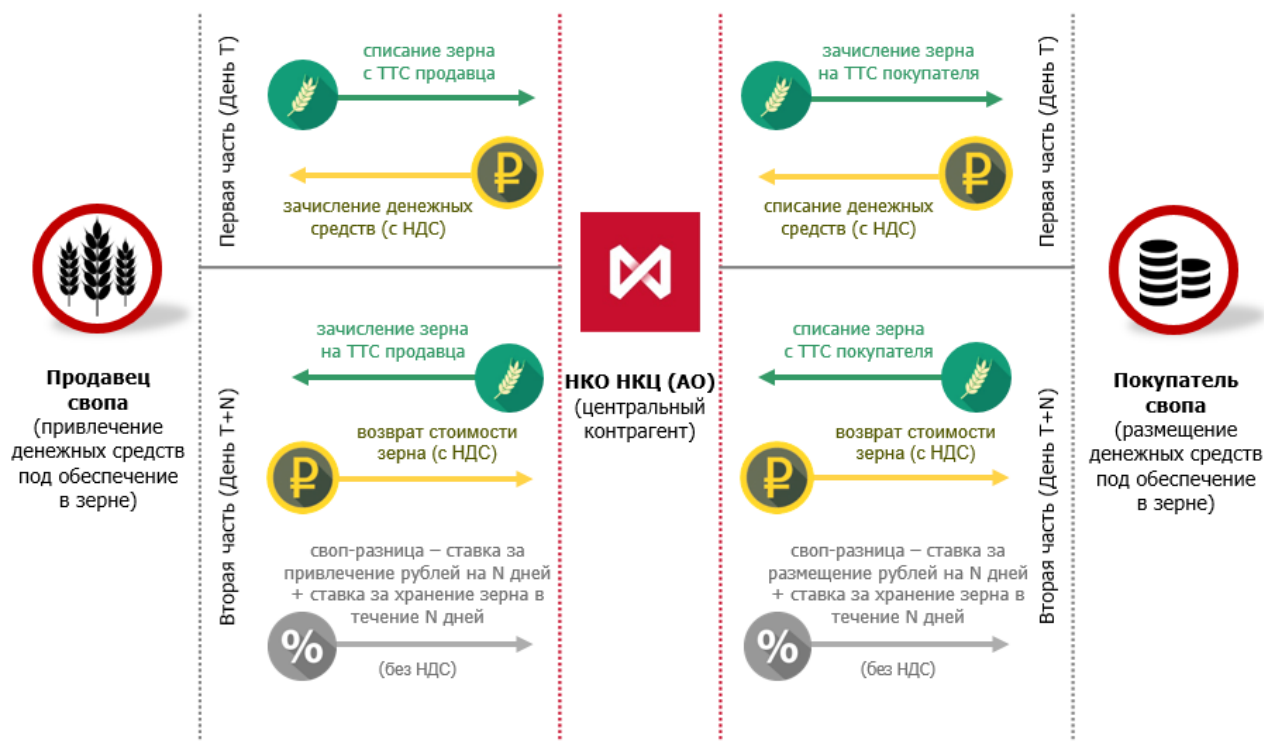 Продавец
свопа
(привлечение
денежных средств
под обеспечение
в зерне)
Первая часть (День T)
списание зерна
с ТТС продавца
зачисление денежных
средств (с НДС)
зачисление зерна
на ТТС покупателя
списание денежных
средств (с НДС)
Первая часть (День T)
НКО НКЦ (АО)
(центральный
контрагент)
Вторая часть (День T+N)
зачисление зерна
на ТТС продавца
возврат стоимости
зерна (с НДС)
своп-разница – ставка за
привлечение рублей на N дней
+ ставка за хранение зерна в
течение N дней
%
(без НДС)
списание зерна
с ТТС покупателя
возврат стоимости
зерна (с НДС)
своп-разница – ставка за
размещение рублей на N дней
+ ставка за хранение зерна в
течение N дней
%
(без НДС)
Вторая часть (День T+N)
Покупатель
свопа
(размещение
денежных средств
под обеспечение
в зерне)